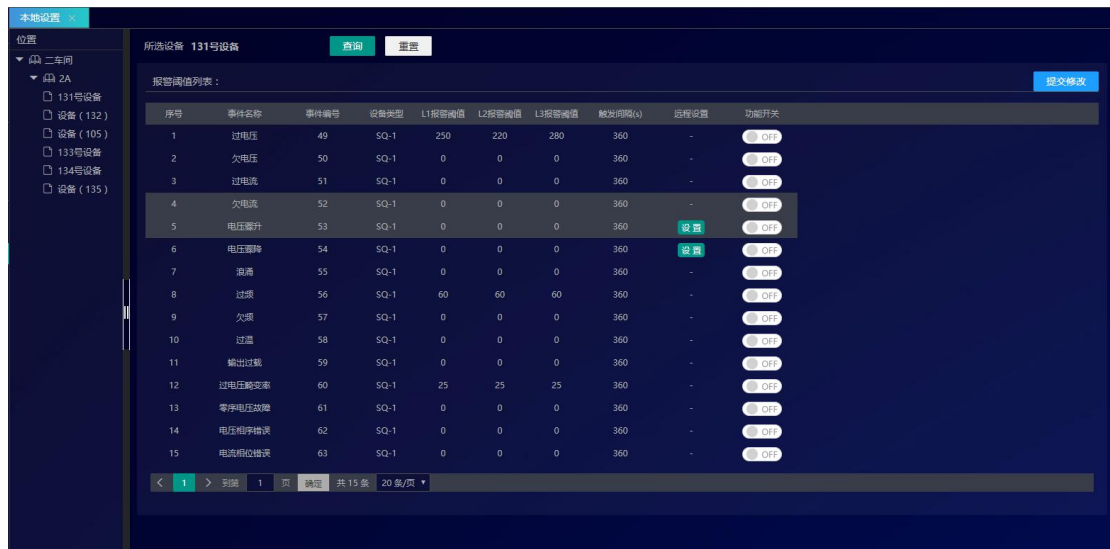 本地设置 ×
位置
二车间
2A
131号设备
设备 ( 132 )
设备 ( 105 )
133号设备
134号设备
设备 ( 135 )
所选设备 131号设备 查询 重置
报警阈值列表： 提交修改
序号 事件名称 事件编号 设备类型 L1报警阈值 L2报警阈值 L3报警阈值 触发间隔(s) 远程设置 功能开关
1 过电压 49 SQ-1 250 220 280 360 - OFF
2 欠电压 50 SQ-1 0 0 0 360 - OFF
3 过电流 51 SQ-1 0 0 0 360 - OFF
4 欠电流 52 SQ-1 0 0 0 360 - OFF
5 电压骤升 53 SQ-1 0 0 0 360 设置 OFF
6 电压骤降 54 SQ-1 0 0 0 360 设置 OFF
7 浪涌 55 SQ-1 0 0 0 360 - OFF
8 过频 56 SQ-1 60 60 60 360 - OFF
9 欠频 57 SQ-1 0 0 0 360 - OFF
10 过温 58 SQ-1 0 0 0 360 - OFF
11 输出过载 59 SQ-1 0 0 0 360 - OFF
12 过电压畸变率 60 SQ-1 25 25 25 360 - OFF
13 零序电压故障 61 SQ-1 0 0 0 360 - OFF
14 电压相序错误 62 SQ-1 0 0 0 360 - OFF
15 电流相位错误 63 SQ-1 0 0 0 360 - OFF
< 1 > 到第 1 页 确定 共 15 条 20 条/页